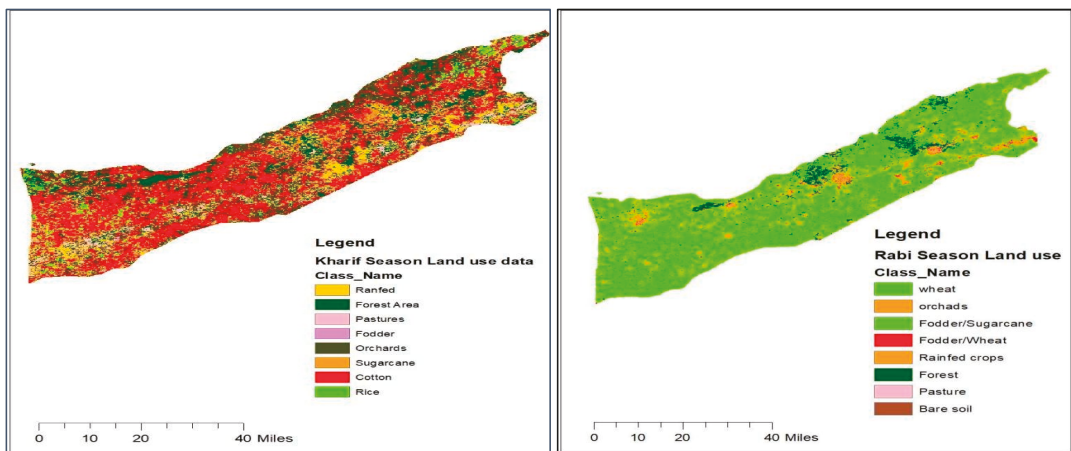 Legend
Kharif Season Land use data
Class_Name
Ranfed
Forest Area
Pastures
Fodder
Orchards
Sugarcane
Cotton
Rice
0 10 20 40 Miles
Legend
Rabi Season Land use
Class_Name
wheat
orchads
Fodder/Sugarcane
Fodder/Wheat
Rainfed crops
Forest
Pasture
Bare soil
0 10 20 40 Miles